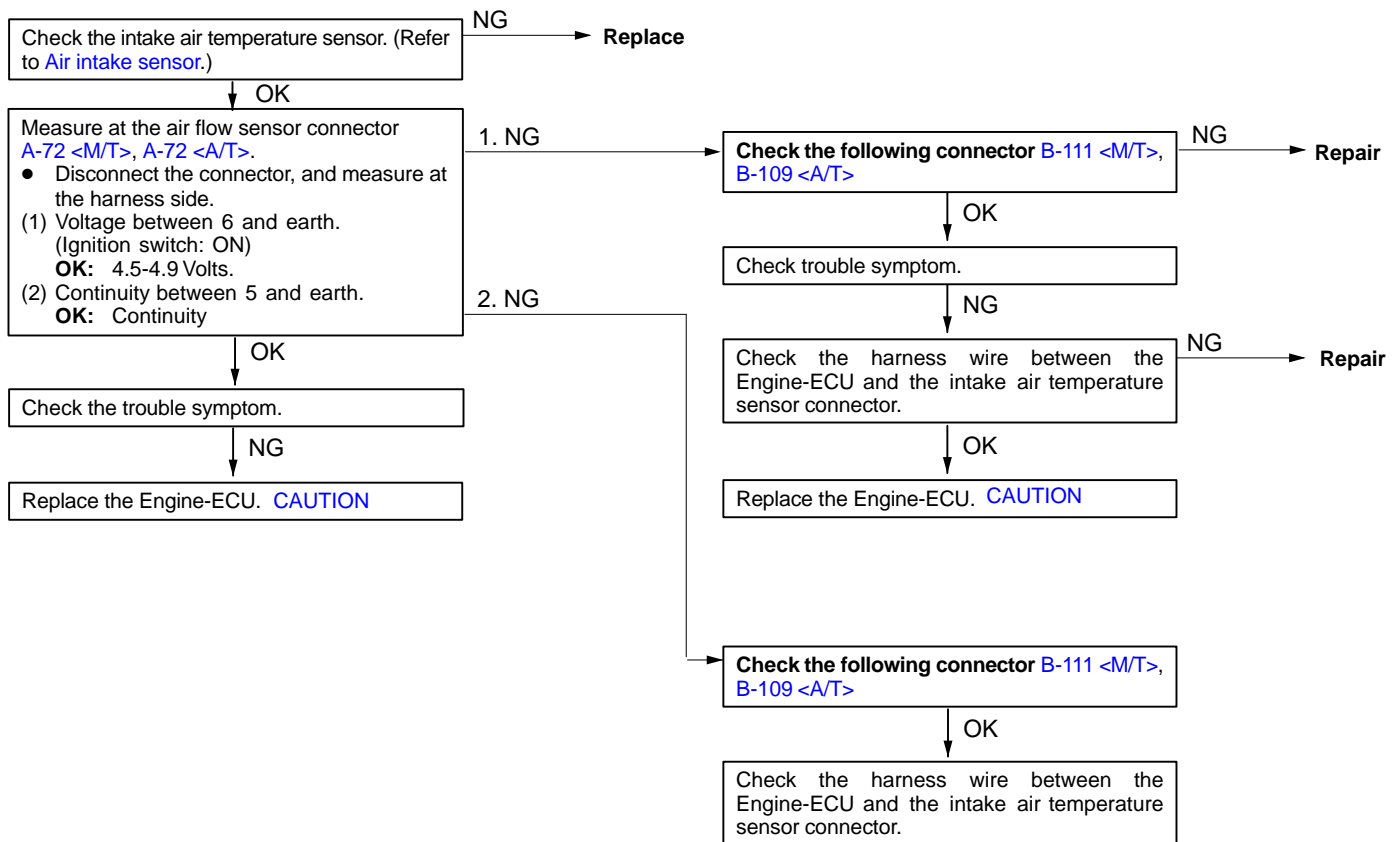 Check the intake air temperature sensor. (Refer
to Air intake sensor.)
NG
Replace
OK
Measure at the air flow sensor connector
A-72 <M/T>, A-72 <A/T>.
● Disconnect the connector, and measure at
the harness side.
(1) Voltage between 6 and earth.
(Ignition switch: ON)
OK: 4.5-4.9 Volts.
(2) Continuity between 5 and earth.
OK: Continuity
OK
Check the trouble symptom.
NG
Replace the Engine-ECU. CAUTION
1. NG
Check the following connector B-111 <M/T>,
B-109 <A/T>
NG
Repair
OK
Check trouble symptom.
NG
Check the harness wire between the
Engine-ECU and the intake air temperature
sensor connector.
NG
Repair
OK
Replace the Engine-ECU. CAUTION
2. NG
Check the following connector B-111 <M/T>,
B-109 <A/T>
OK
Check the harness wire between the
Engine-ECU and the intake air temperature
sensor connector.